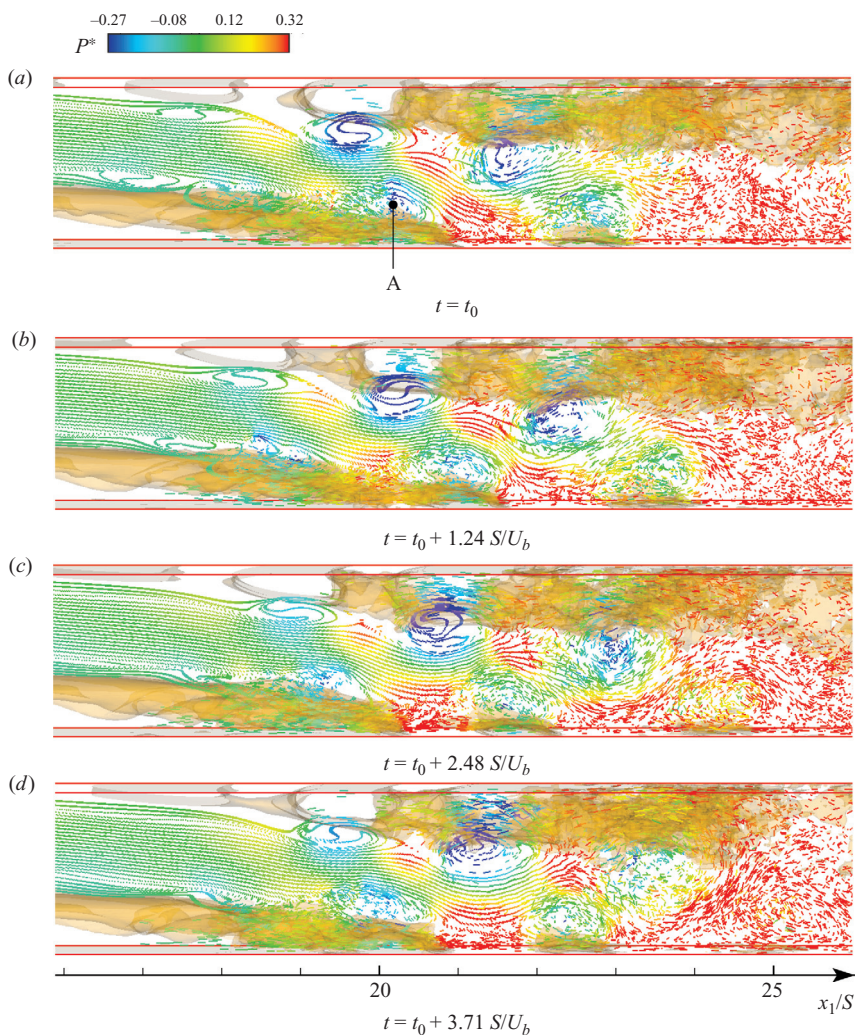 –0.27 –0.08 0.12 0.32
P*
(a)
A
t = t0
(b)
t = t0 + 1.24 S/Ub
(c)
t = t0 + 2.48 S/Ub
(d)
20 25
x1/S
t = t0 + 3.71 S/Ub